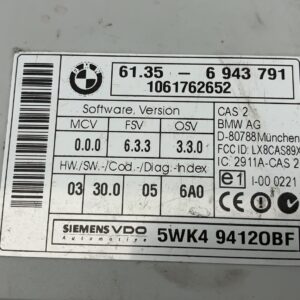 BMW
61.35 - 6 943 791
1061762652
Software. Version
MCV FSV OSV
0.0.0 6.3.3 3.3.0
HW./SW.-/Cod.-/Diag.-Index
03 30.0 05 6A0
CAS 2
BMW AG
D-80788 München
FCC ID: LX8CAS89X
IC: 2911A-CAS 2
e1 I-00 0221
SIEMENS VDO
Automotive
5WK4 94120BF